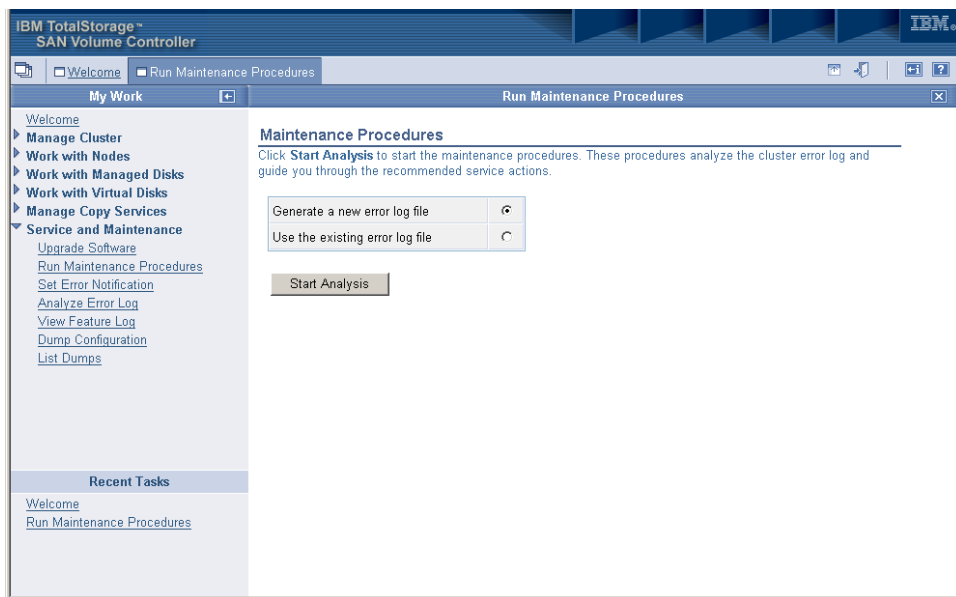 IBM TotalStorage™
SAN Volume Controller
IBM®
Welcome
Run Maintenance Procedures
My Work
Run Maintenance Procedures
Welcome
Manage Cluster
Work with Nodes
Work with Managed Disks
Work with Virtual Disks
Manage Copy Services
Service and Maintenance
Upgrade Software
Run Maintenance Procedures
Set Error Notification
Analyze Error Log
View Feature Log
Dump Configuration
List Dumps
Recent Tasks
Welcome
Run Maintenance Procedures
Maintenance Procedures
Click Start Analysis to start the maintenance procedures. These procedures analyze the cluster error log and
guide you through the recommended service actions.
Generate a new error log file
Use the existing error log file
Start Analysis